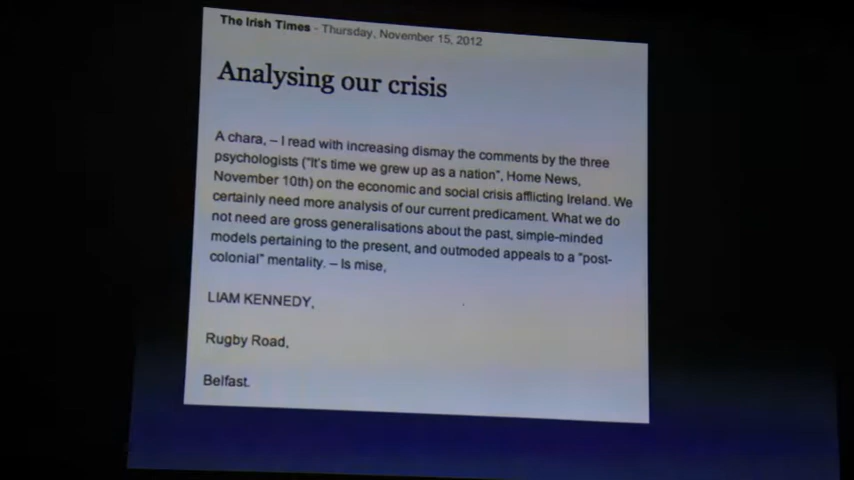 The Irish Times - Thursday, November 15, 2012
Analysing our crisis
A chara, – I read with increasing dismay the comments by the three
psychologists ("It's time we grew up as a nation", Home News,
November 10th) on the economic and social crisis afflicting Ireland. We
certainly need more analysis of our current predicament. What we do
not need are gross generalisations about the past, simple-minded
models pertaining to the present, and outmoded appeals to a "post-
colonial" mentality. – Is mise,
LIAM KENNEDY,
Rugby Road,
Belfast.